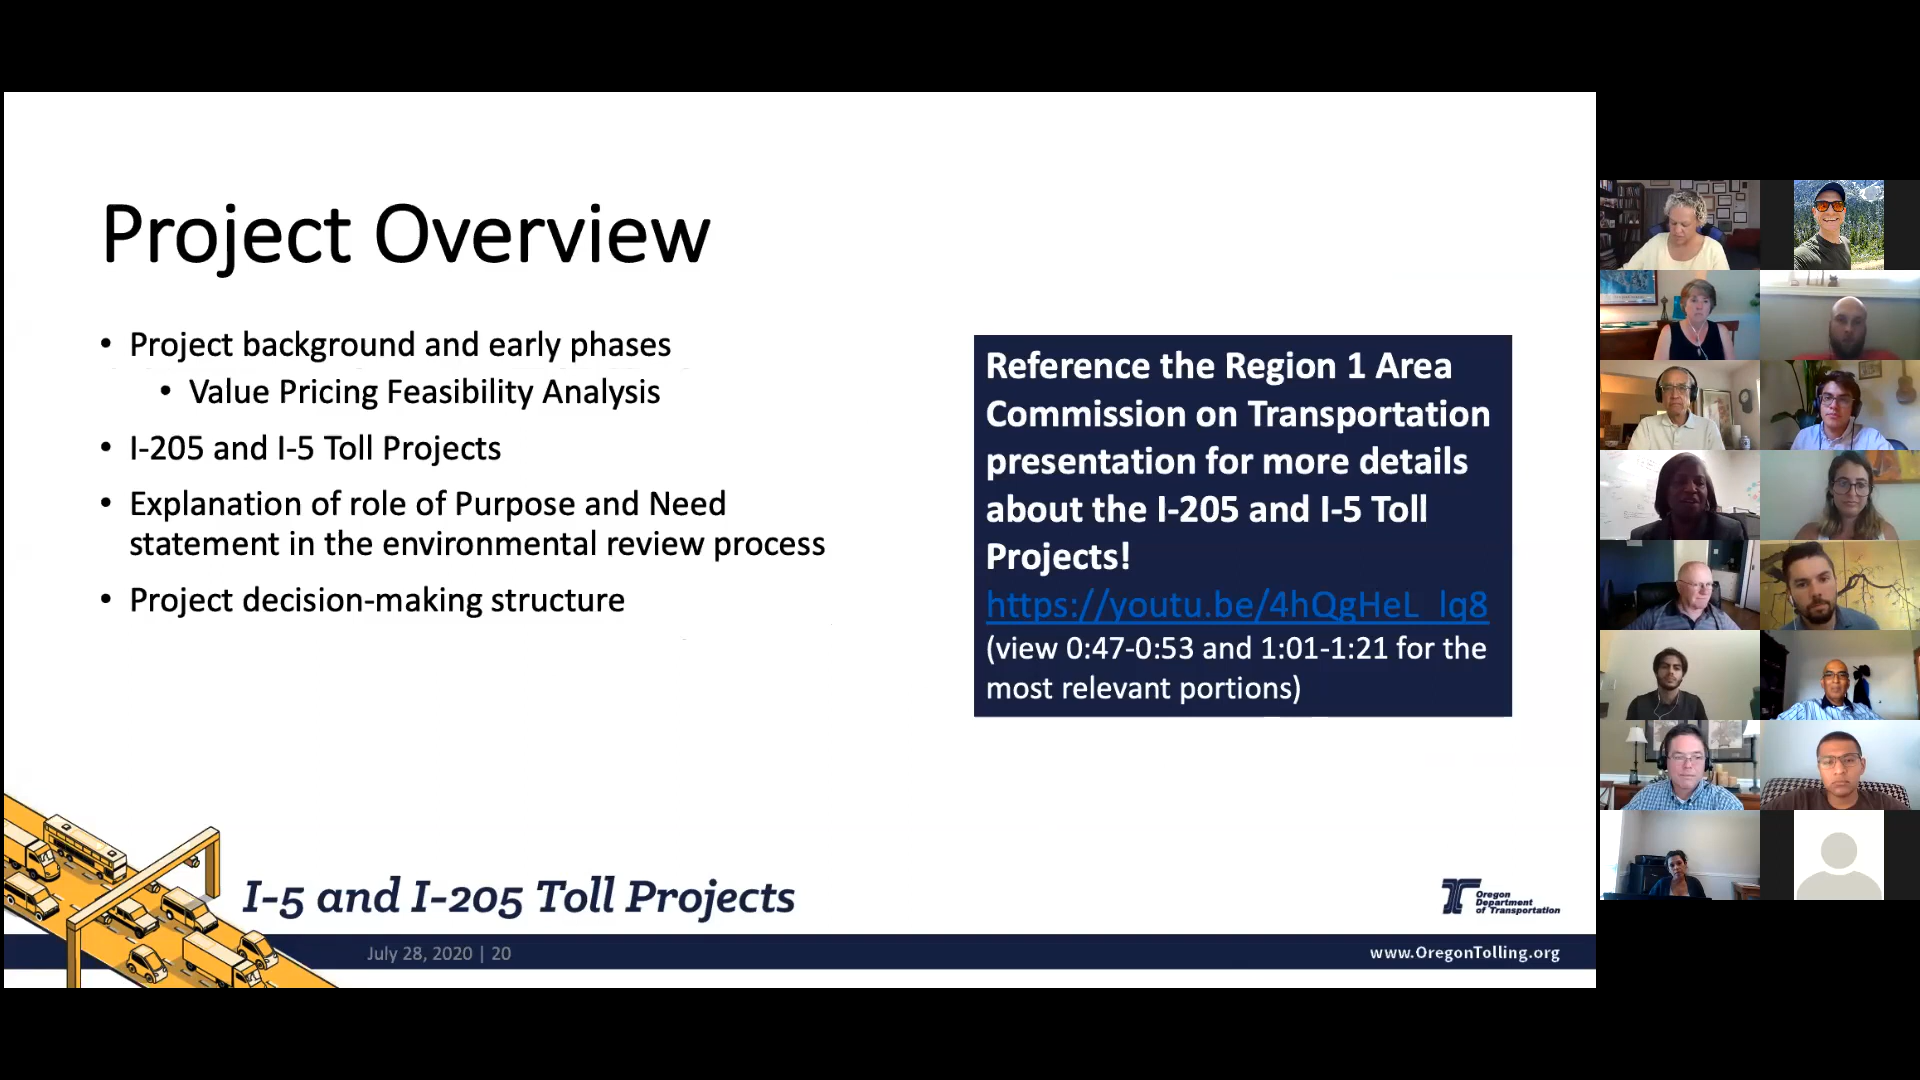 Project Overview
• Project background and early phases
• Value Pricing Feasibility Analysis
• I-205 and I-5 Toll Projects
• Explanation of role of Purpose and Need
statement in the environmental review process
• Project decision-making structure
Reference the Region 1 Area
Commission on Transportation
presentation for more details
about the I-205 and I-5 Toll
Projects!
https://youtu.be/4hQgHeL_lq8
(view 0:47-0:53 and 1:01-1:21 for the
most relevant portions)
I-5 and I-205 Toll Projects
Oregon
Department
of Transportation
July 28, 2020 | 20
www.OregonTolling.org